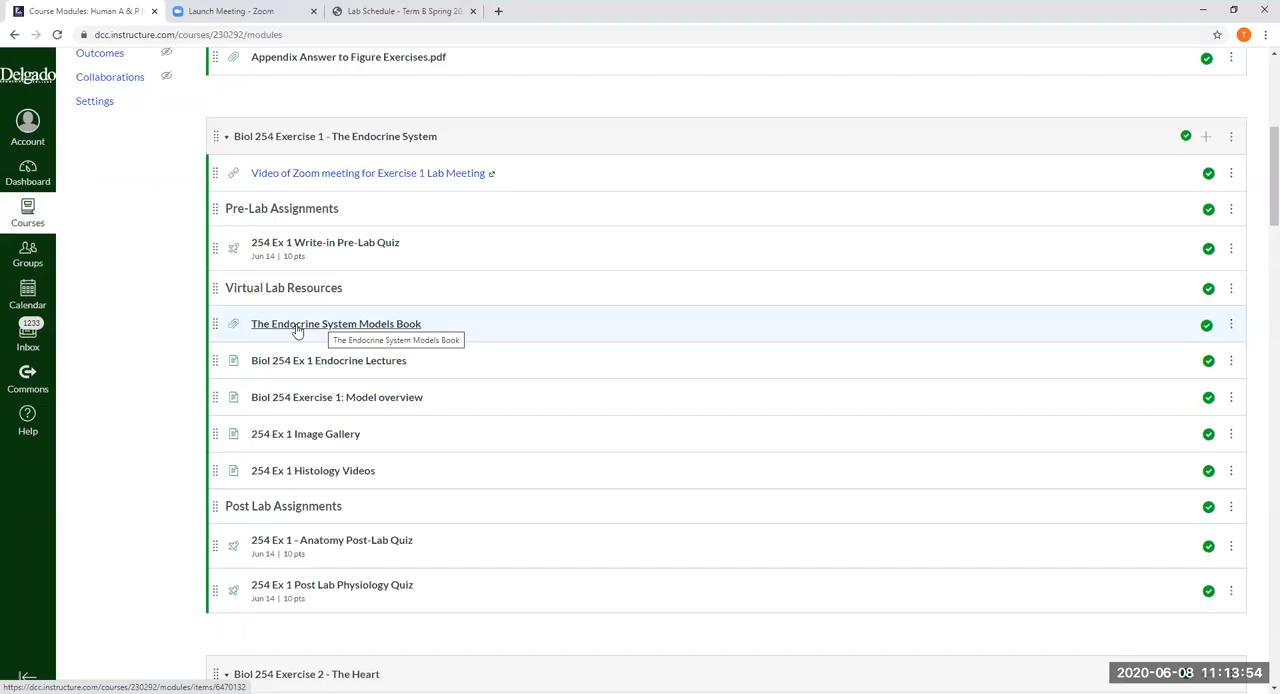 Course Modules: Human A & P I
Launch Meeting - Zoom
Lab Schedule - Term B Spring 20
dcc.instructure.com/courses/230292/modules
T
Delgado
Account
Dashboard
Courses
Groups
Calendar
1233
Inbox
Commons
Help
Outcomes
Collaborations
Settings
Appendix Answer to Figure Exercises.pdf
Biol 254 Exercise 1 - The Endocrine System
Video of Zoom meeting for Exercise 1 Lab Meeting
Pre-Lab Assignments
254 Ex 1 Write-in Pre-Lab Quiz
Jun 14 | 10 pts
Virtual Lab Resources
The Endocrine System Models Book
The Endocrine System Models Book
Biol 254 Ex 1 Endocrine Lectures
Biol 254 Exercise 1: Model overview
254 Ex 1 Image Gallery
254 Ex 1 Histology Videos
Post Lab Assignments
254 Ex 1 - Anatomy Post-Lab Quiz
Jun 14 | 10 pts
254 Ex 1 Post Lab Physiology Quiz
Jun 14 | 10 pts
Biol 254 Exercise 2 - The Heart
2020-06-08 11:13:54
https://dcc.instructure.com/courses/230292/modules/items/6470132